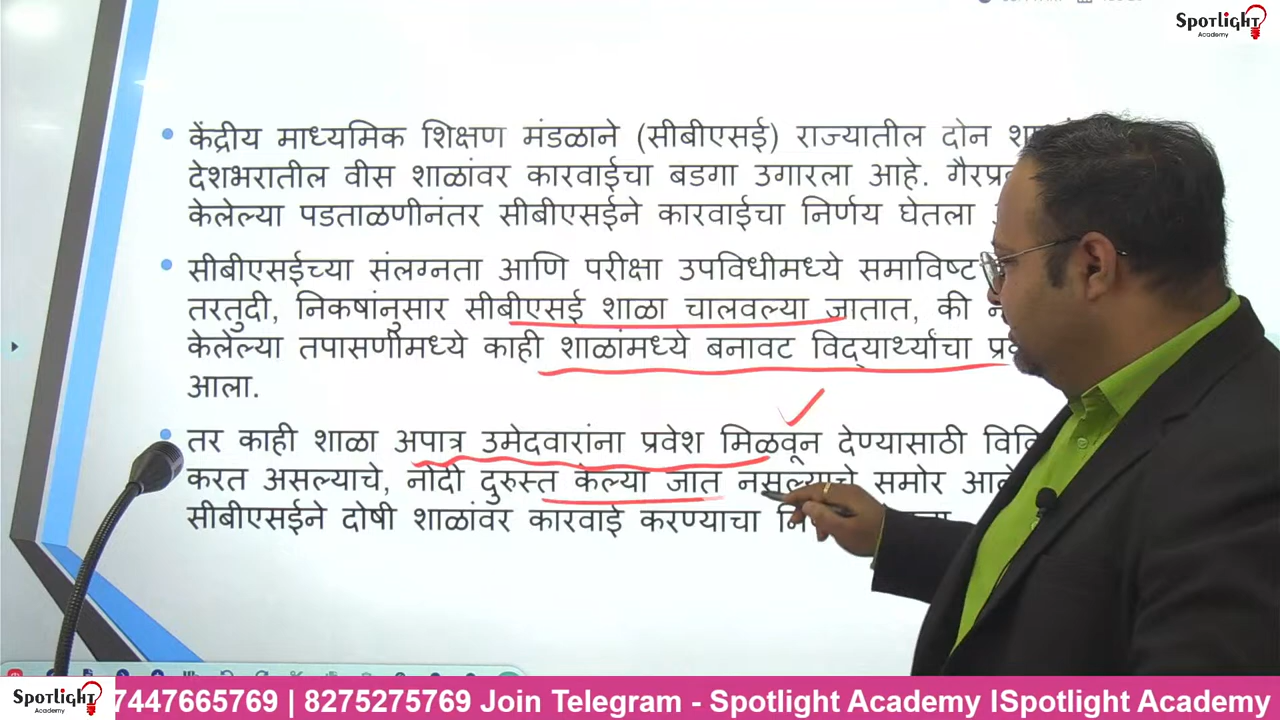 Spotlight
Academy
केंद्रीय माध्यमिक शिक्षण मंडळाने (सीबीएसई) राज्यातील दोन
देशभरातील वीस शाळांवर कारवाईचा बडगा उगारला आहे.
केलेल्या पडताळणीनंतर सीबीएसईने कारवाईचा निर्णय घेतला
सीबीएसईच्या संलग्नता आणि परीक्षा उपविधीमध्ये समाविष्ट
तरतुदी, निकषांनुसार सीबीएसई शाळा चालवल्या जातात, की
केलेल्या तपासणीमध्ये काही शाळांमध्ये बनावट विद्यार्थ्यांचा
आला.
तर काही शाळा अपात्र उमेदवारांना प्रवेश मिळवून देण्यासाठी
करत असल्याचे, नोंदी दुरुस्त केल्या जात नसल्याचे समोर
सीबीएसईने दोषी शाळांवर कारवाई करण्याचा
Spotlight
Academy
7447665769 | 8275275769 Join Telegram - Spotlight Academy |Spotlight Academy